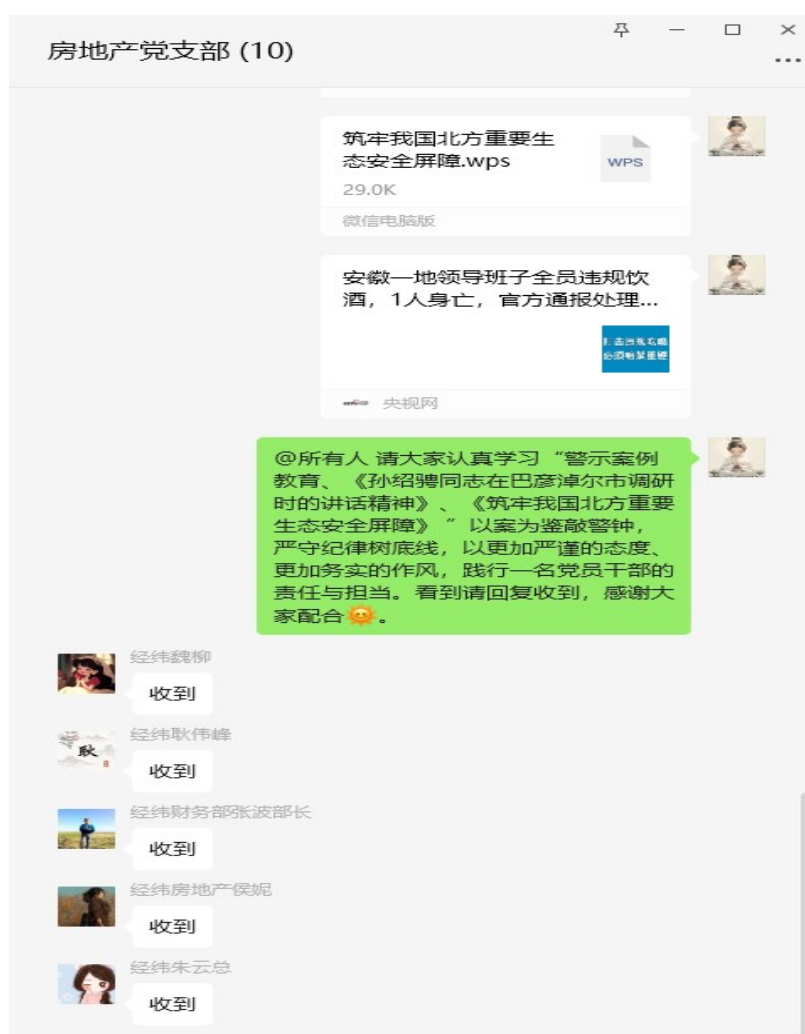 房地产党支部 (10)
筑牢我国北方重要生
态安全屏障.wps
WPS
29.0K
微信电脑版
安徽一地领导班子全员违规饮
酒，1人身亡，官方通报处理...
央视网
@所有人 请大家认真学习“警示案例
教育、《孙绍骋同志在巴彦淖尔市调研
时的讲话精神》、《筑牢我国北方重要
生态安全屏障》 ”以案为鉴敲警钟，
严守纪律树底线，以更加严谨的态度、
更加务实的作风，践行一名党员干部的
责任与担当。看到请回复收到，感谢大
家配合🌞。
经纬魏柳
收到
经纬耿伟峰
耿
收到
经纬财务部张波部长
收到
经纬房地产侯妮
收到
经纬朱云总
收到